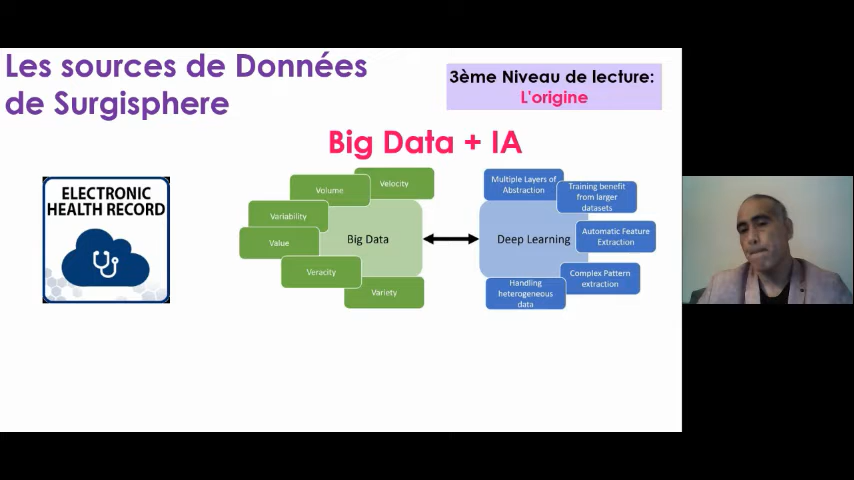 Les sources de Données
de Surgisphere
3ème Niveau de lecture:
L'origine
Big Data + IA
ELECTRONIC
HEALTH RECORD
Velocity
Volume
Variability
Value
Veracity
Variety
Big Data
Deep Learning
Multiple Layers of
Abstraction
Training benefit
from larger
datasets
Automatic Feature
Extraction
Complex Pattern
extraction
Handling
heterogeneous
data